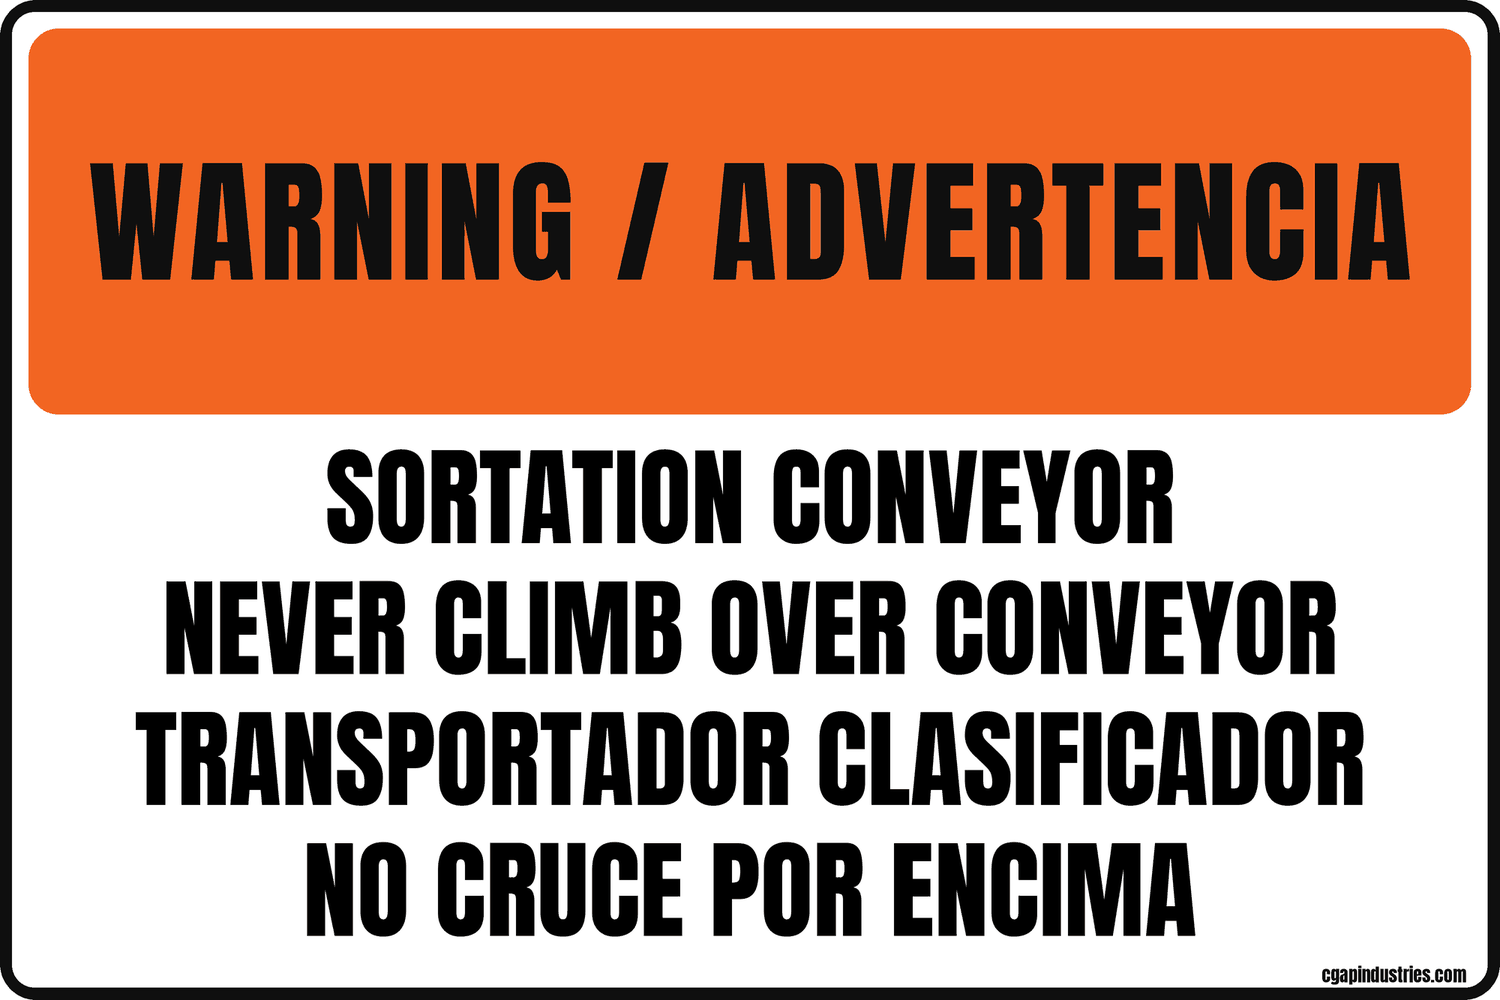 WARNING / ADVERTENCIA
SORTATION CONVEYOR
NEVER CLIMB OVER CONVEYOR
TRANSPORTADOR CLASIFICADOR
NO CRUCE POR ENCIMA
cgapindustries.com